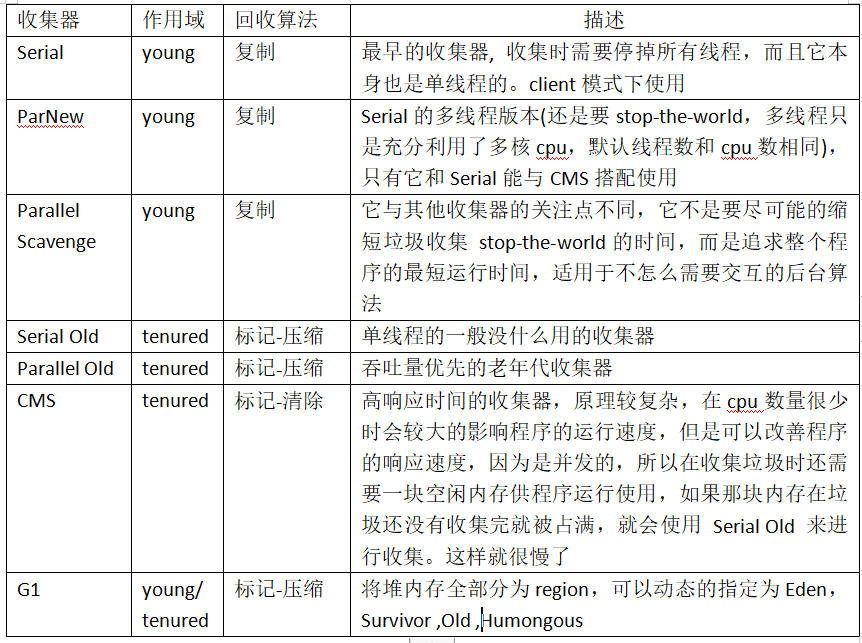 收集器 作用域 回收算法 描述
Serial young 复制 最早的收集器, 收集时需要停掉所有线程，而且它本
身也是单线程的。client 模式下使用
ParNew young 复制 Serial 的多线程版本(还是要 stop-the-world，多线程只
是充分利用了多核 cpu，默认线程数和 cpu 数相同)，
只有它和 Serial 能与 CMS 搭配使用
Parallel young 复制 它与其他收集器的关注点不同，它不是要尽可能的缩
Scavenge 短垃圾收集 stop-the-world 的时间，而是追求整个程
序的最短运行时间，适用于不怎么需要交互的后台算
法
Serial Old tenured 标记-压缩 单线程的一般没什么用的收集器
Parallel Old tenured 标记-压缩 吞吐量优先的老年代收集器
CMS tenured 标记-清除 高响应时间的收集器，原理较复杂，在 cpu 数量很少
时会较大的影响程序的运行速度，但是可以改善程序
的响应速度，因为是并发的，所以在收集垃圾时还需
要一块空闲内存供程序运行使用，如果那块内存在垃
圾还没有收集完就被占满，就会使用 Serial Old 来进
行收集。这样就很慢了
G1 young/ 标记-压缩 将堆内存全部分为 region，可以动态的指定为 Eden，
tenured Survivor ,Old ,Humongous